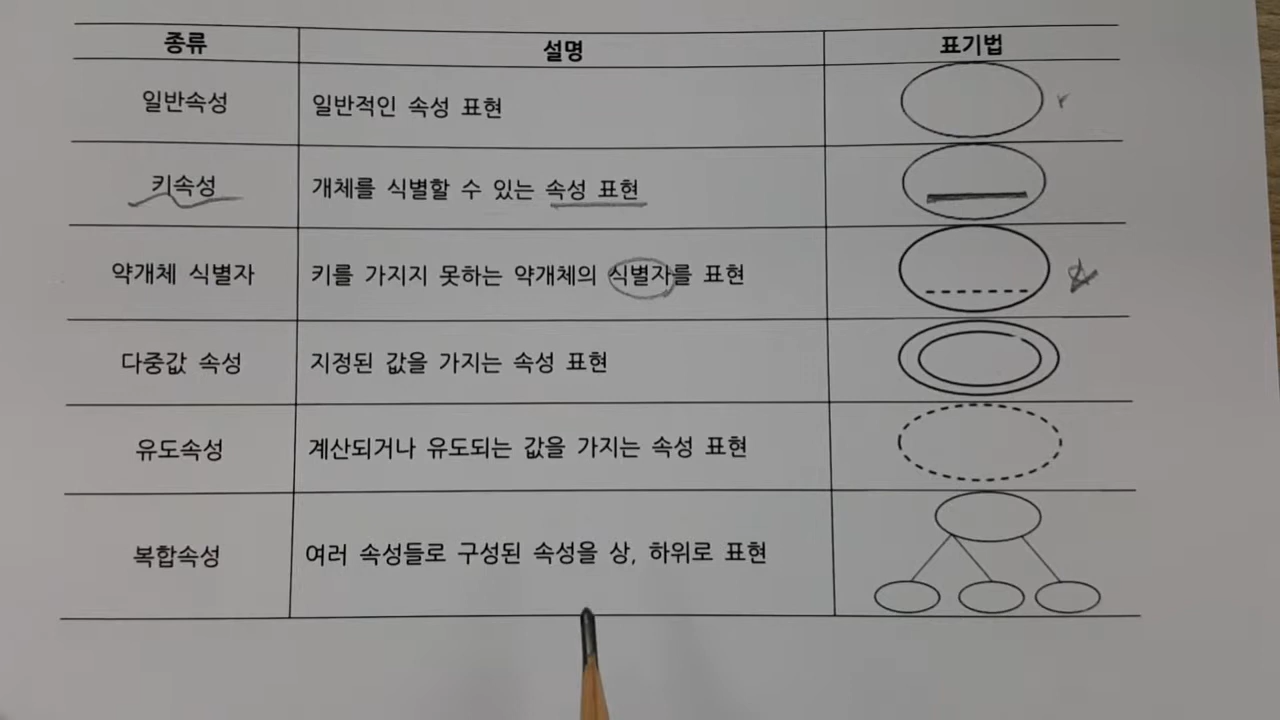 종류 설명 표기법
일반속성 일반적인 속성 표현
키속성 개체를 식별할 수 있는 속성 표현
약개체 식별자 키를 가지지 못하는 약개체의 식별자를 표현
다중값 속성 지정된 값을 가지는 속성 표현
유도속성 계산되거나 유도되는 값을 가지는 속성 표현
복합속성 여러 속성들로 구성된 속성을 상, 하위로 표현